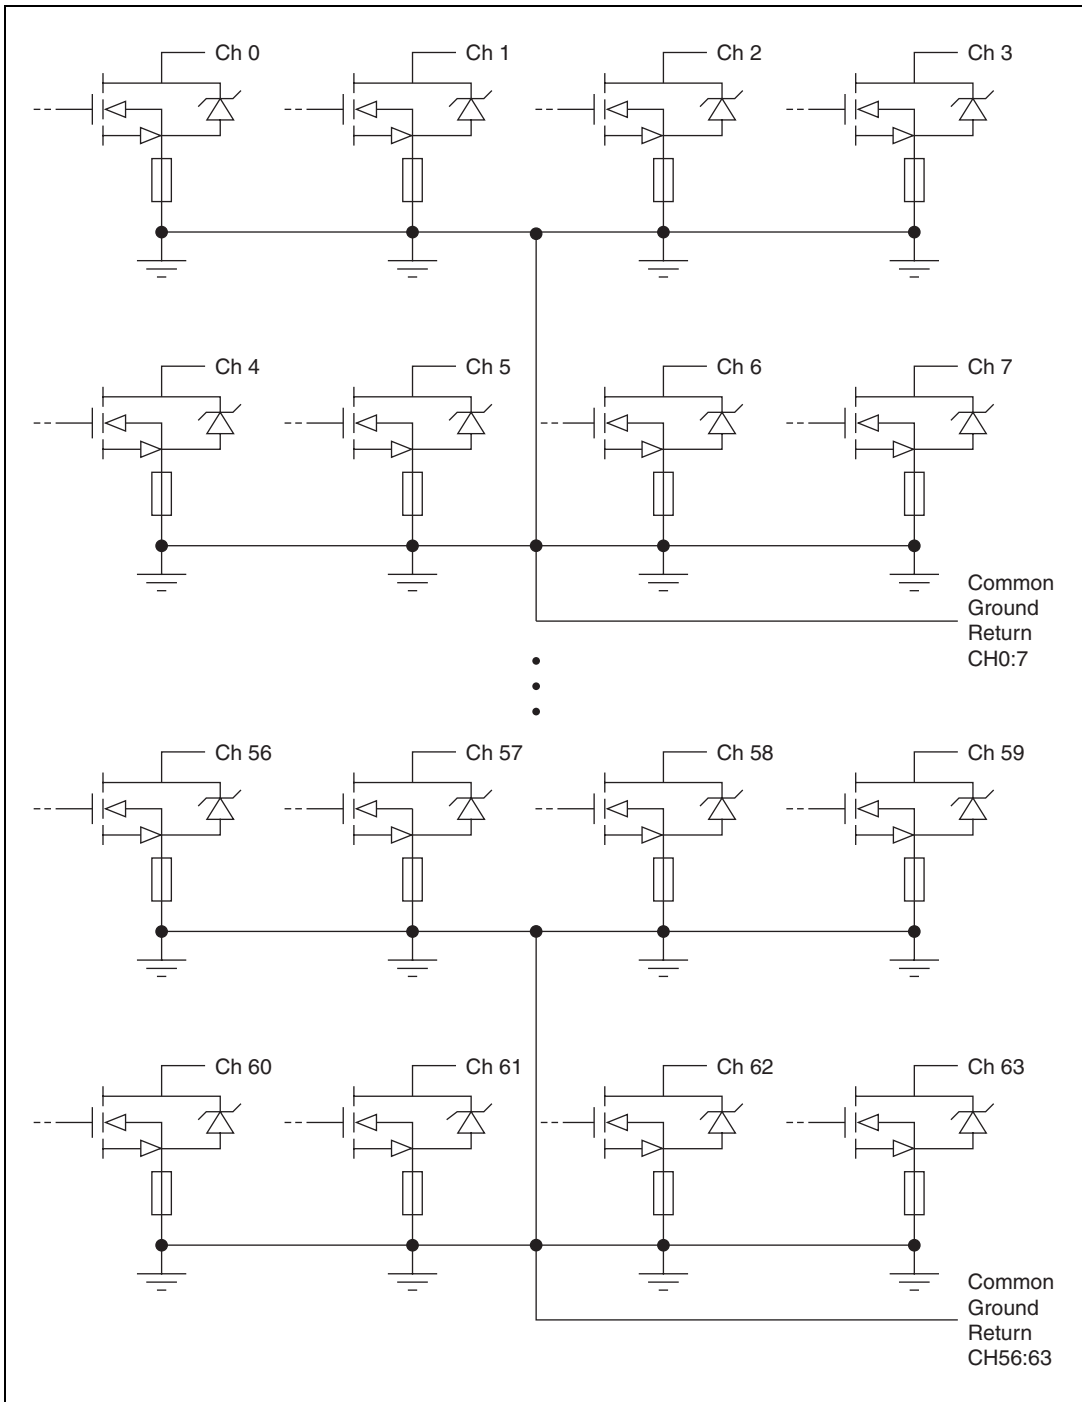 Ch 0
Ch 1
Ch 2
Ch 3
Ch 4
Ch 5
Ch 6
Ch 7
Common
Ground
Return
CH0:7
Ch 56
Ch 57
Ch 58
Ch 59
Ch 60
Ch 61
Ch 62
Ch 63
Common
Ground
Return
CH56:63